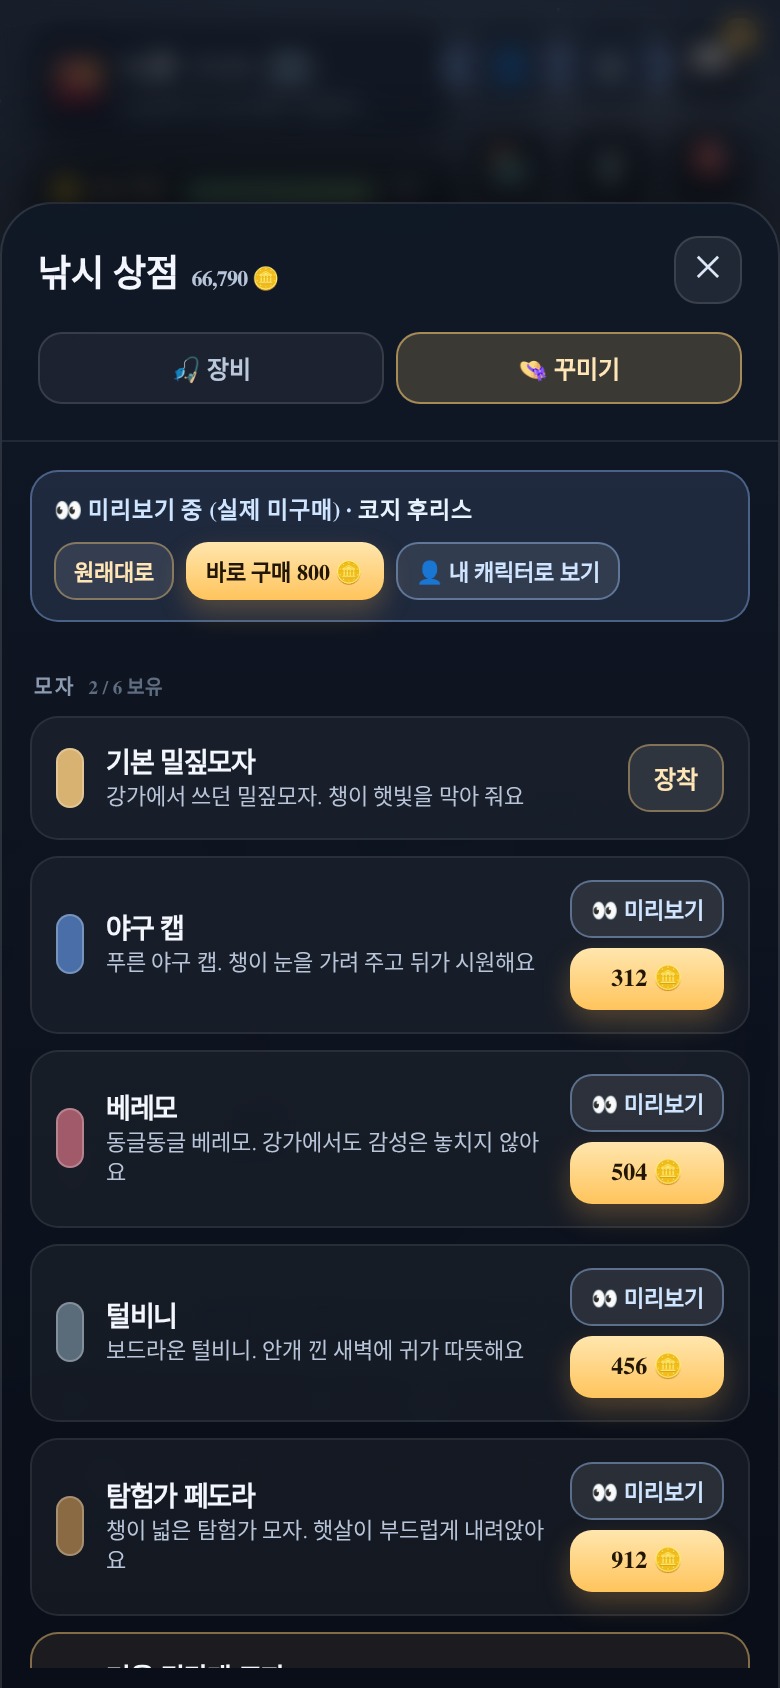 낚시 상점 66,790
장비
꾸미기
미리보기 중 (실제 미구매) · 코지 후리스
원래대로
바로 구매 800
내 캐릭터로 보기
모자 2 / 6 보유
기본 밀짚모자
강가에서 쓰던 밀짚모자. 챙이 햇빛을 막아 줘요
장착
야구 캡
푸른 야구 캡. 챙이 눈을 가려 주고 뒤가 시원해요
미리보기
312
베레모
동글동글 베레모. 강가에서도 감성은 놓치지 않아
요
미리보기
504
털비니
보드라운 털비니. 안개 낀 새벽에 귀가 따뜻해요
미리보기
456
탐험가 페도라
챙이 넓은 탐험가 모자. 햇살이 부드럽게 내려앉아
요
미리보기
912